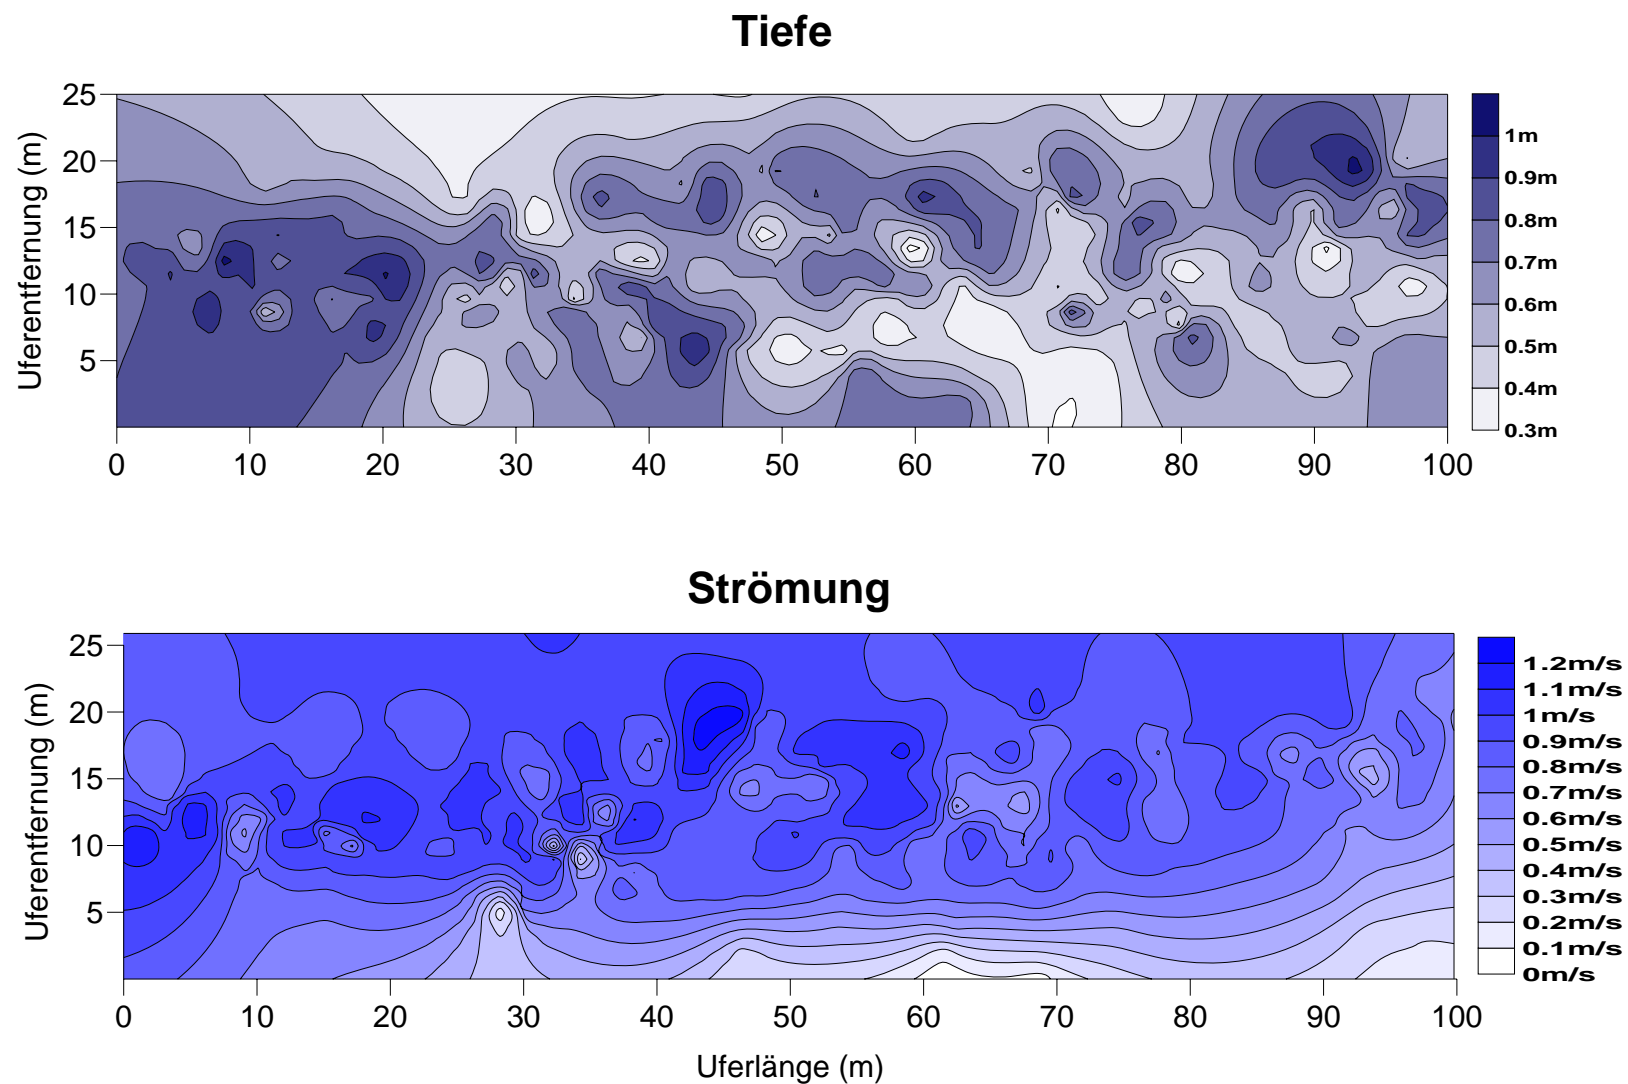 Tiefe
Uferentfernung (m)
25
20
15
10
5
0 10 20 30 40 50 60 70 80 90 100
1m
0.9m
0.8m
0.7m
0.6m
0.5m
0.4m
0.3m
Strömung
Uferentfernung (m)
25
20
15
10
5
0 10 20 30 40 50 60 70 80 90 100
Uferlänge (m)
1.2m/s
1.1m/s
1m/s
0.9m/s
0.8m/s
0.7m/s
0.6m/s
0.5m/s
0.4m/s
0.3m/s
0.2m/s
0.1m/s
0m/s